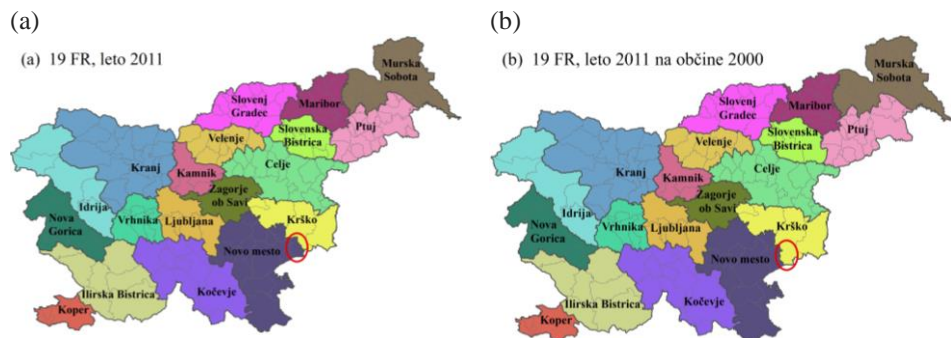 (a)
(b)
(a) 19 FR, leto 2011
(b) 19 FR, leto 2011 na občine 2000
Murska
Sobota
Maribor
Slovenj
Gradec
Ptuj
Slovenska
Bistrica
Velenje
Celje
Kranj
Kamnik
Zagorje
ob Savi
Idrija
Vrhnika
Ljubljana
Krško
Nova
Gorica
Novo mesto
Kočevje
Ilirska Bistrica
Koper
Murska
Sobota
Maribor
Slovenj
Gradec
Ptuj
Slovenska
Bistrica
Velenje
Celje
Kranj
Kamnik
Zagorje
ob Savi
Idrija
Vrhnika
Ljubljana
Krško
Nova
Gorica
Novo mesto
Kočevje
Ilirska Bistrica
Koper